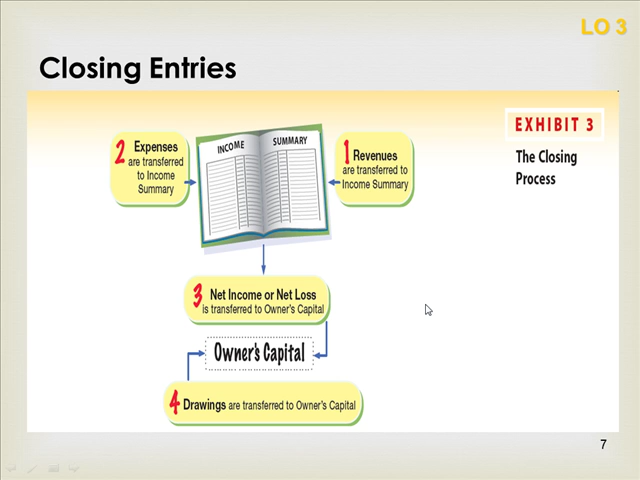 LO 3
Closing Entries
EXHIBIT 3
The Closing
Process
2 Expenses
are transferred
to Income
Summary
INCOME
SUMMARY
1 Revenues
are transferred to
Income Summary
3 Net Income or Net Loss
is transferred to Owner's Capital
Owner's Capital
4 Drawings are transferred to Owner's Capital
7